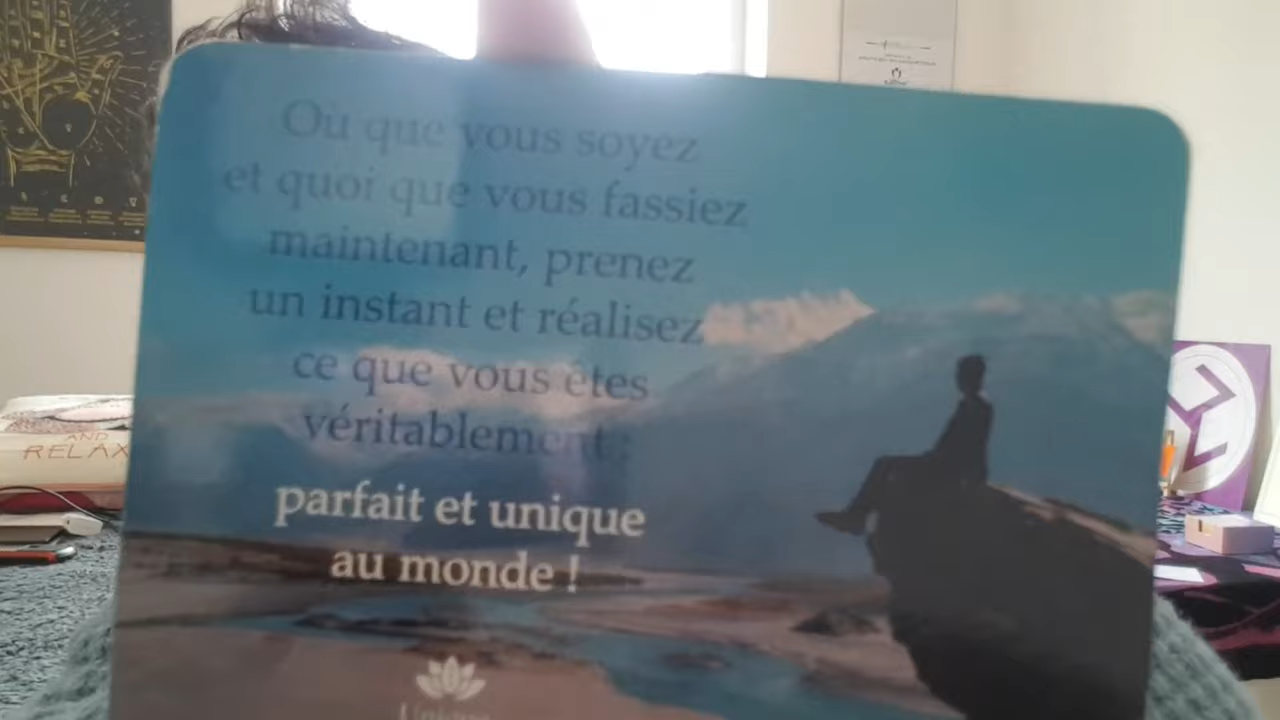 Où que vous soyez
et quoi que vous fassiez
maintenant, prenez
un instant et réalisez
ce que vous êtes
véritablement :
parfait et unique
au monde !
AND
RELAX